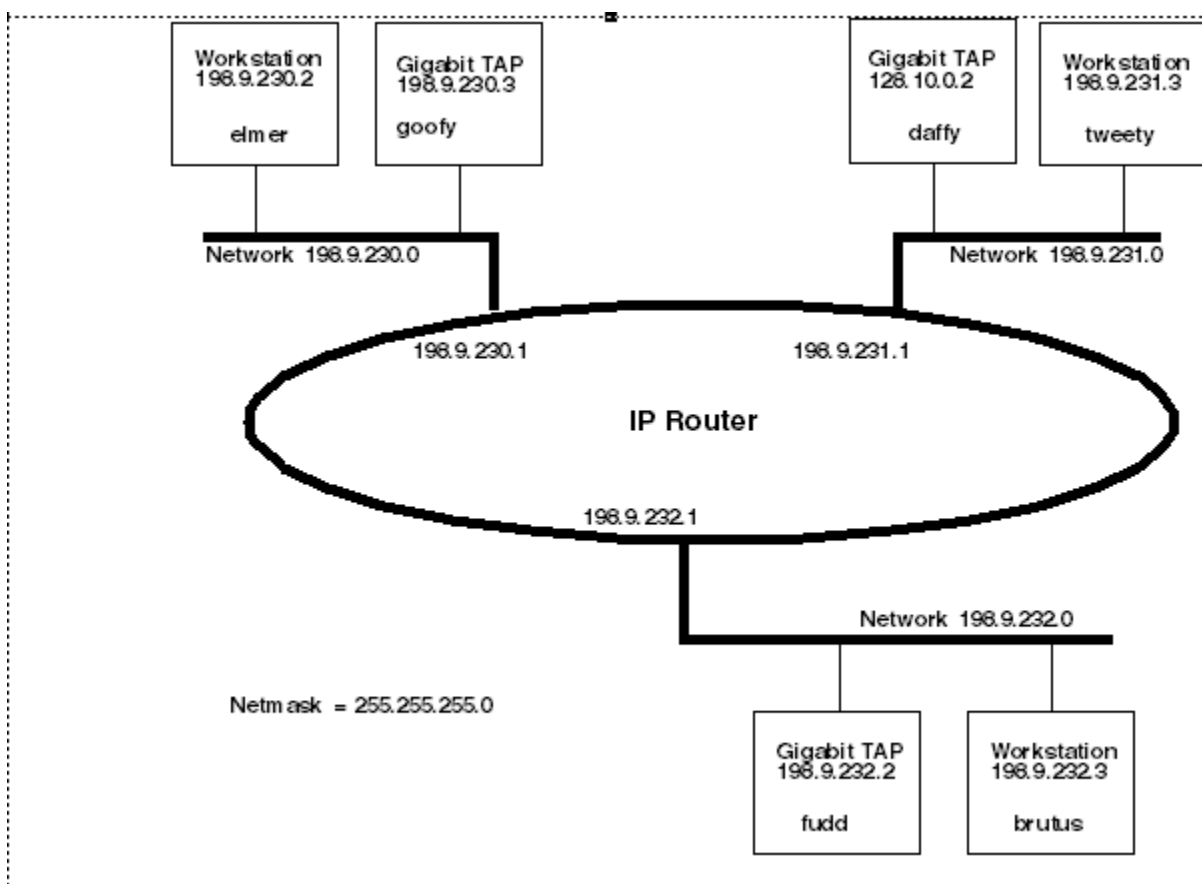 Workstation
198.9.230.2
elmer
Gigabit TAP
198.9.230.3
goofy
Gigabit TAP
128.10.0.2
daffy
Workstation
198.9.231.3
tweety
Network 198.9.230.0
Network 198.9.231.0
198.9.230.1
198.9.231.1
IP Router
198.9.232.1
Network 198.9.232.0
Netmask = 255.255.255.0
Gigabit TAP
198.9.232.2
fudd
Workstation
198.9.232.3
brutus